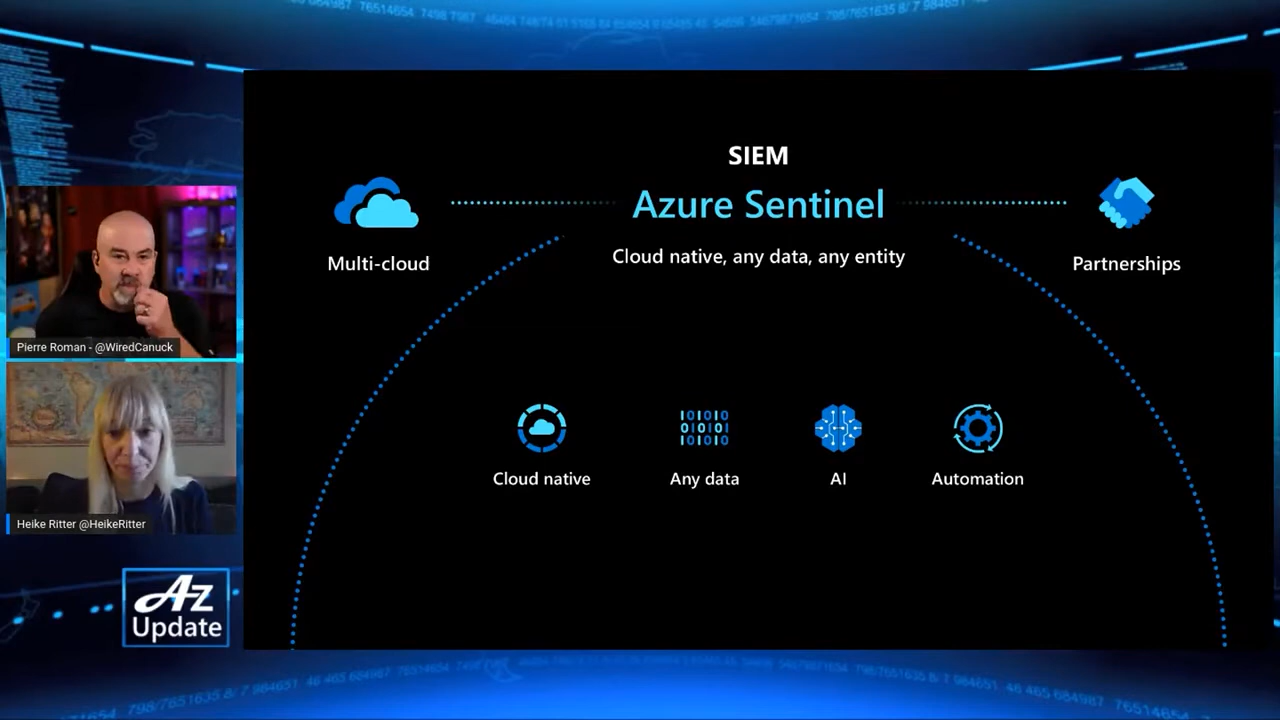 SIEM
Azure Sentinel
Cloud native, any data, any entity
Multi-cloud
Partnerships
Cloud native
Any data
AI
Automation
Pierre Roman - @WiredCanuck
Heike Ritter @HeikeRitter
Az
Update